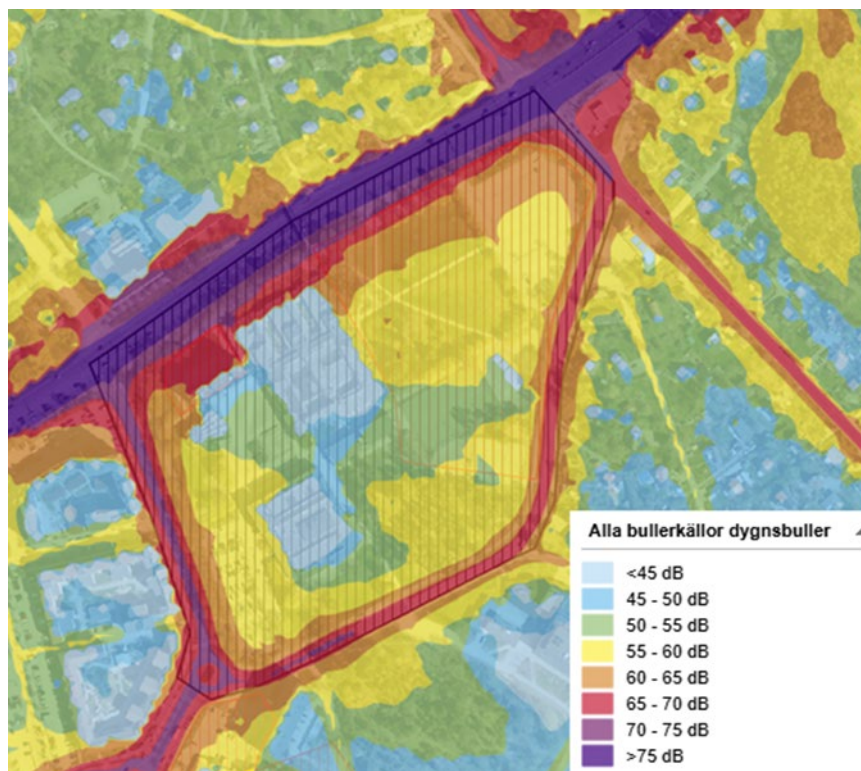 Alla bullerkällor dygnsbuller
<45 dB
45 - 50 dB
50 - 55 dB
55 - 60 dB
60 - 65 dB
65 - 70 dB
70 - 75 dB
>75 dB